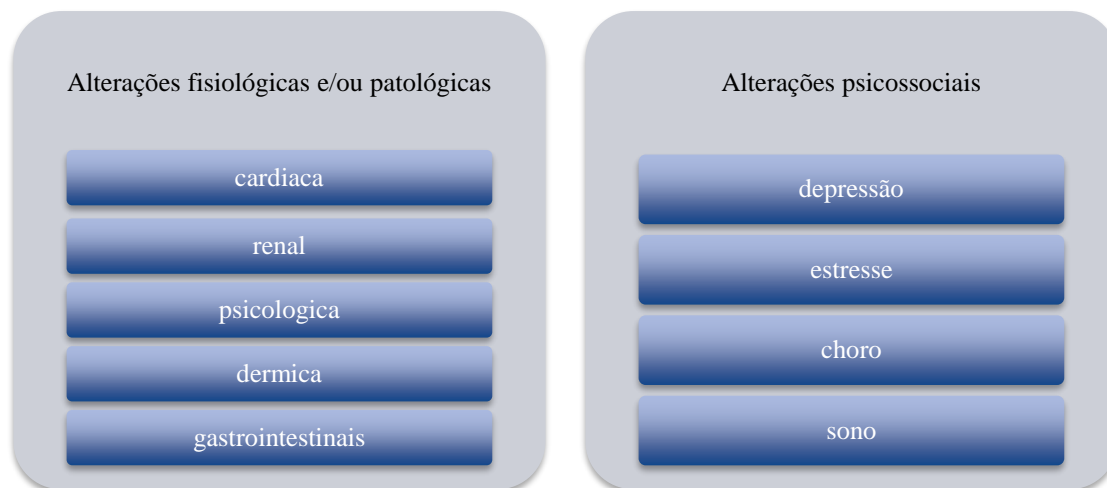 Alterações fisiológicas e/ou patológicas
cardiaca
renal
psicologica
dermica
gastrointestinais
Alterações psicossociais
depressão
estresse
choro
sono